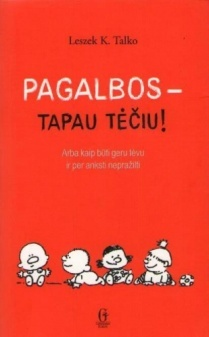 Leszek K. Talko
PAGALBOS –
TAPAU TĖČIU!
Arba kaip būti geru tėvu
ir per anksti nepražilti